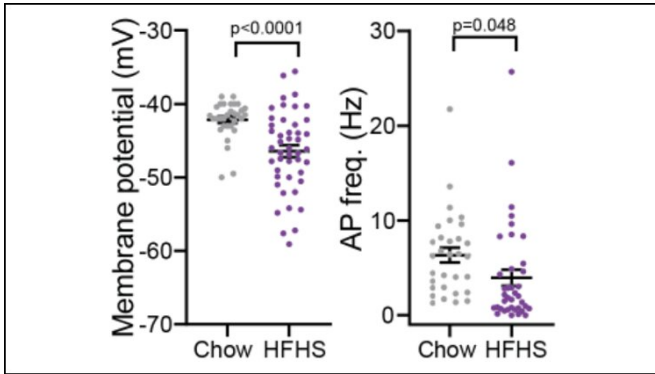 Membrane potential (mV)
-30
-40
-50
-60
-70
p<0.0001
Chow HFHS
AP freq. (Hz)
30
20
10
0
p=0.048
Chow HFHS